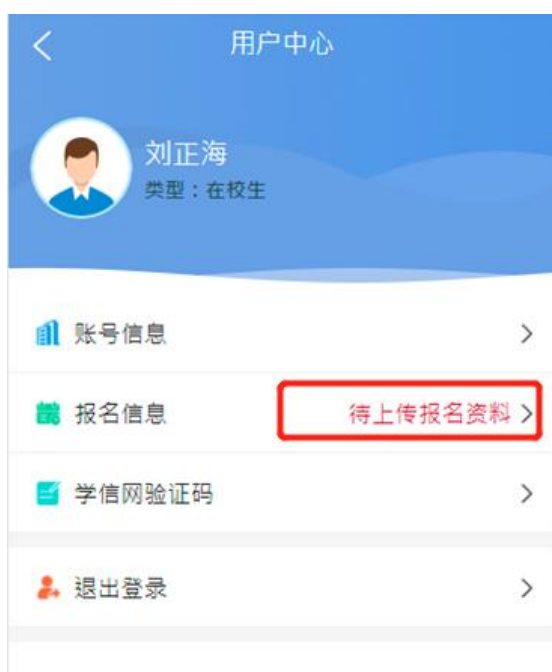 用户中心
刘正海
类型：在校生
账号信息
报名信息 待上传报名资料
学信网验证码
退出登录